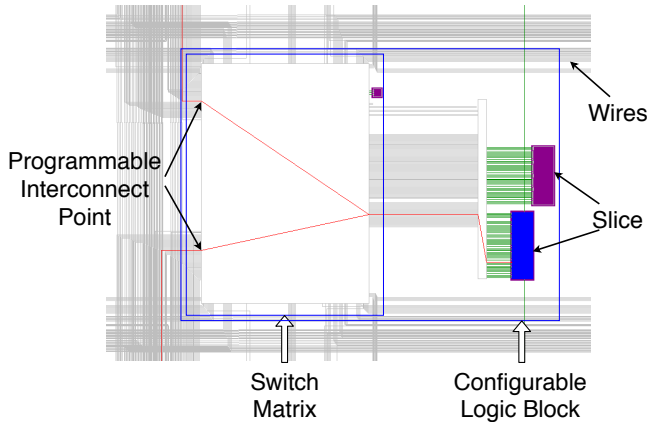 Wires
Programmable
Interconnect
Point
Slice
Switch
Matrix
Configurable
Logic Block